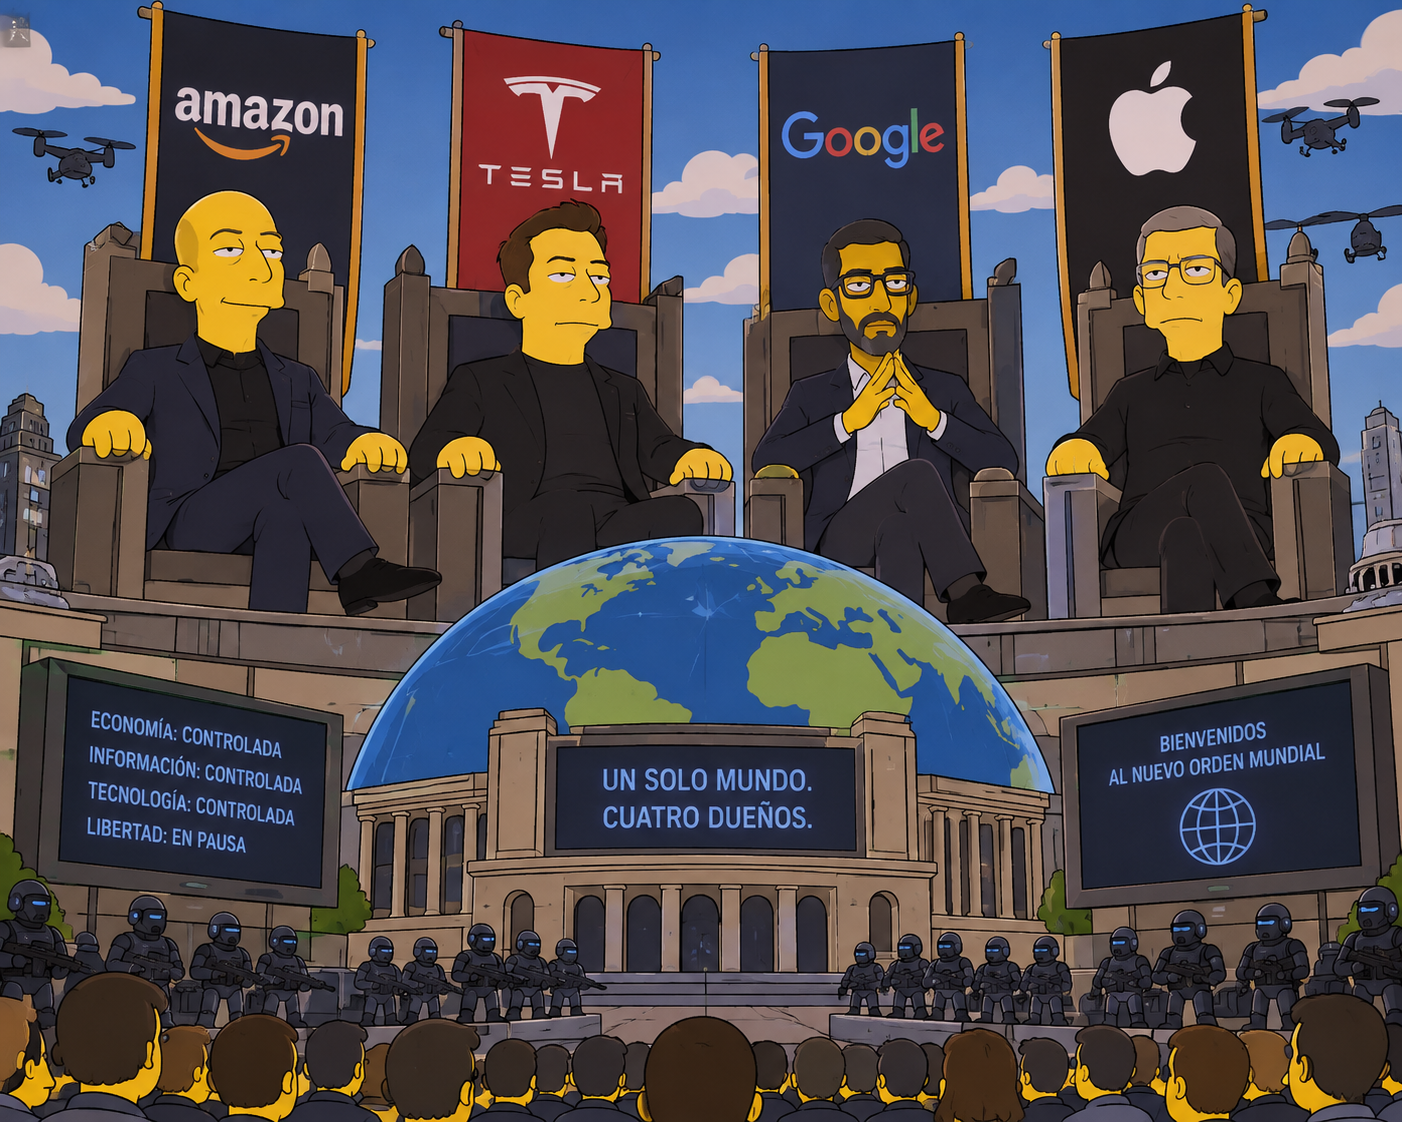 amazon
TESLA
Google
ECONOMÍA: CONTROLADA
INFORMACIÓN: CONTROLADA
TECNOLOGÍA: CONTROLADA
LIBERTAD: EN PAUSA
UN SOLO MUNDO.
CUATRO DUEÑOS.
BIENVENIDOS
AL NUEVO ORDEN MUNDIAL